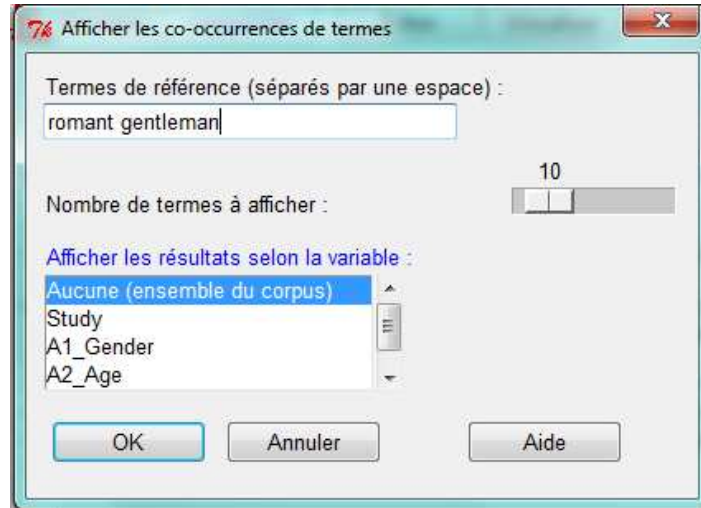 Afficher les co-occurrences de termes
Termes de référence (séparés par une espace) :
romant gentleman
10
Nombre de termes à afficher :
Afficher les résultats selon la variable :
Aucune (ensemble du corpus)
Study
A1_Gender
A2_Age
OK Annuler Aide